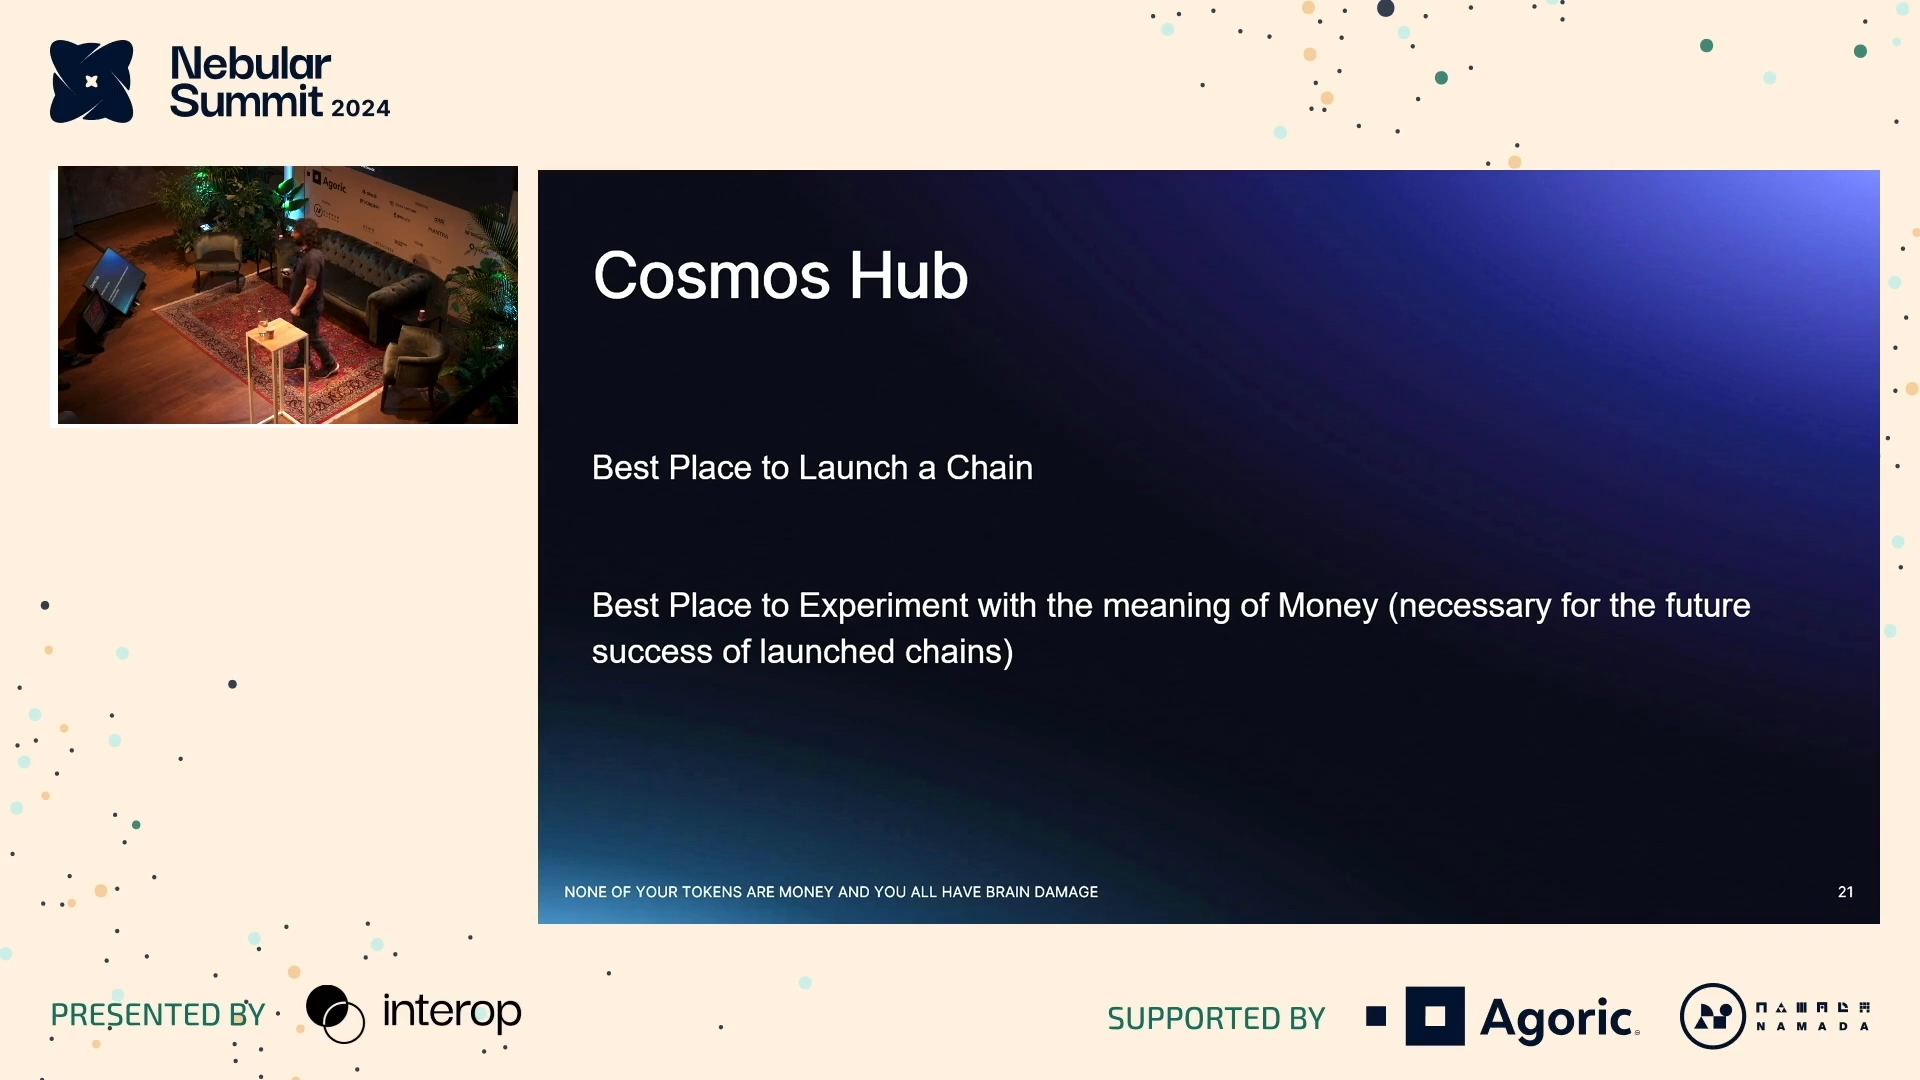 Nebular
Summit 2024
Agoric
MANTRA
Cosmos Hub
Best Place to Launch a Chain
Best Place to Experiment with the meaning of Money (necessary for the future
success of launched chains)
NONE OF YOUR TOKENS ARE MONEY AND YOU ALL HAVE BRAIN DAMAGE
21
PRESENTED BY
interop
SUPPORTED BY
Agoric
NAMADA